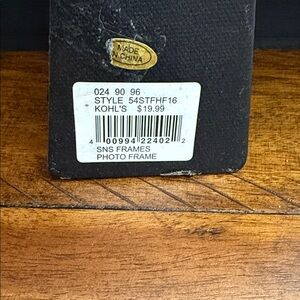 MADE
IN CHINA
024 90 96
STYLE 54STFHF16
KOHL'S $19.99
4 00994 22402 2
SNS FRAMES
PHOTO FRAME